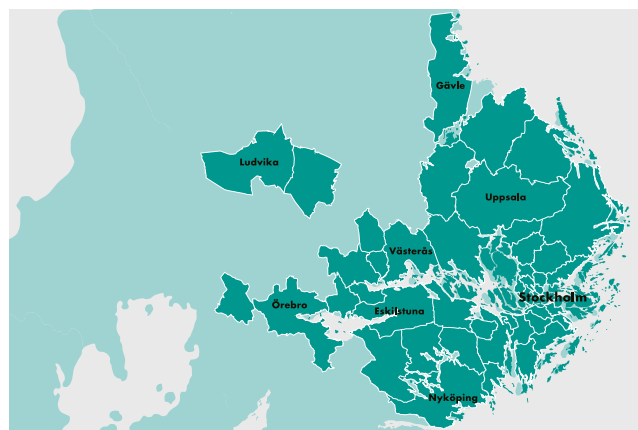 Gävle
Ludvika
Uppsala
Västerås
Stockholm
Örebro
Eskilstuna
Nyköping